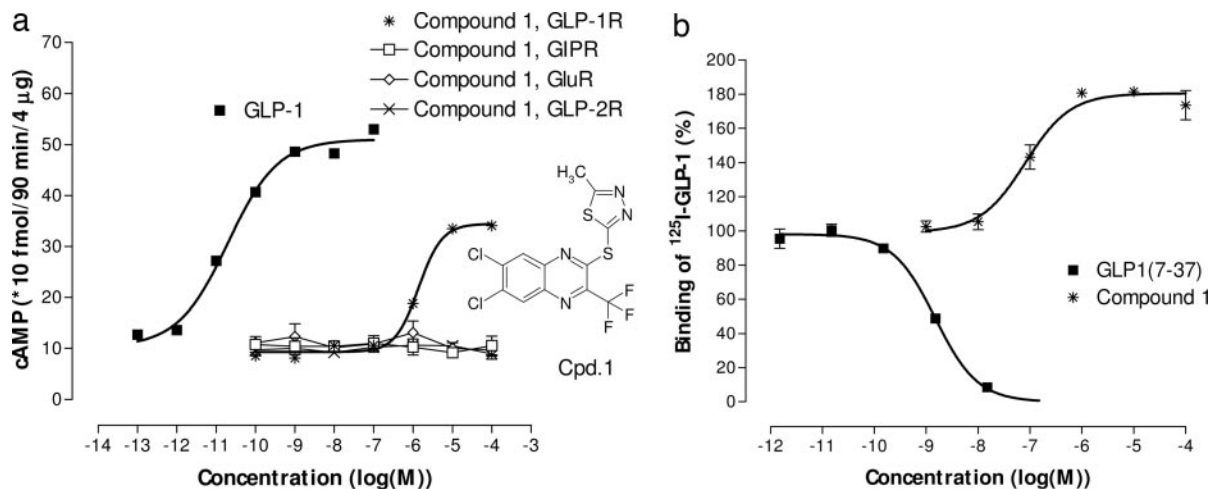 a
Compound 1, GLP-1R
Compound 1, GIPR
Compound 1, GluR
Compound 1, GLP-2R
GLP-1
cAMP (* 10 fmol/90 min/4 µg)
70
60
50
40
30
20
10
0
-14 -13 -12 -11 -10 -9 -8 -7 -6 -5 -4 -3
Concentration (log(M))
H₃C
N
N
S
S
Cl
N
Cl
N
F
F
F
Cpd.1
b
Binding of ¹²⁵I-GLP-1 (%)
200
180
160
140
120
100
80
60
40
20
0
GLP1(7-37)
Compound 1
-12 -11 -10 -9 -8 -7 -6 -5 -4
Concentration (log(M))